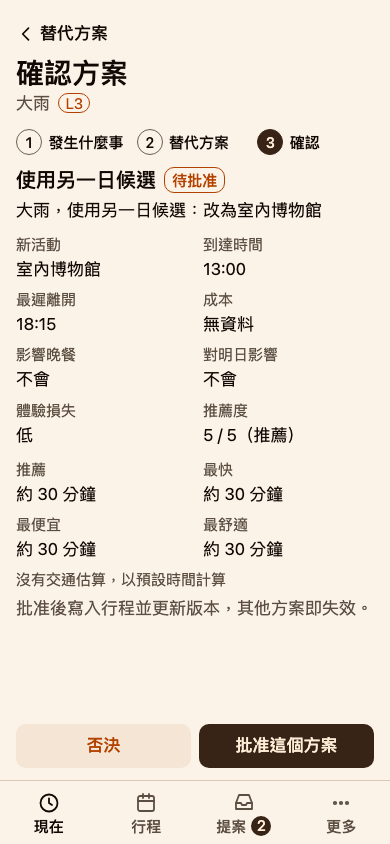 替代方案
確認方案
大雨 L3
1 發生什麼事 2 替代方案 3 確認
使用另一日候選 待批准
大雨，使用另一日候選：改為室內博物館
新活動 到達時間
室內博物館 13:00
最遲離開 成本
18:15 無資料
影響晚餐 對明日影響
不會 不會
體驗損失 推薦度
低 5 / 5（推薦）
推薦 最快
約 30 分鐘 約 30 分鐘
最便宜 最舒適
約 30 分鐘 約 30 分鐘
沒有交通估算，以預設時間計算
批准後寫入行程並更新版本，其他方案即失效。
否決 批准這個方案
現在 行程 提案 2 更多